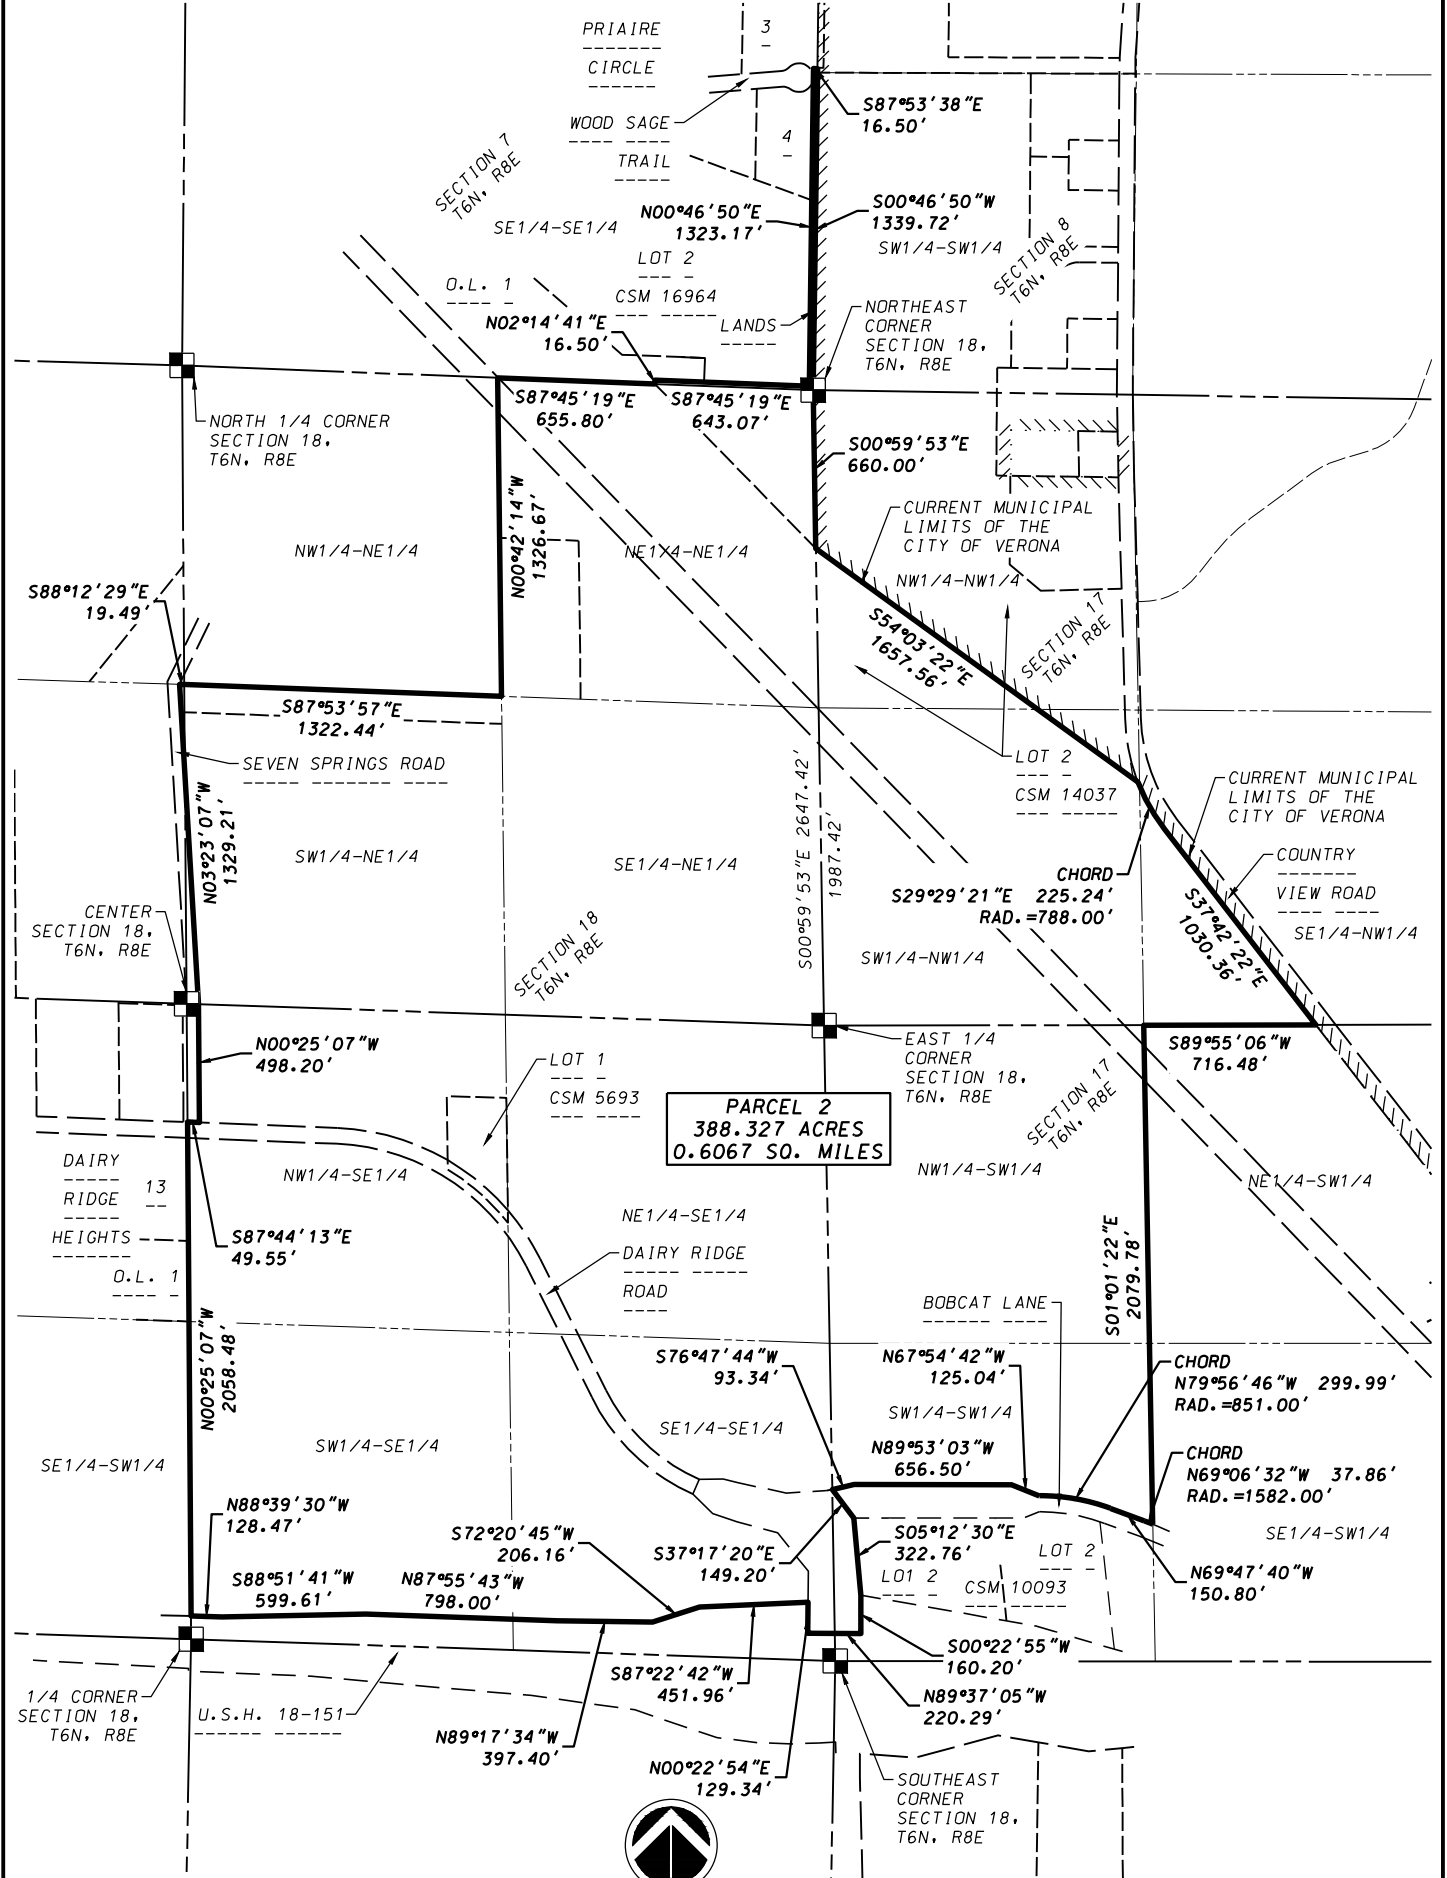 PRIAIRE
CIRCLE
3
WOOD SAGE
TRAIL
4
S87°53'38"E
16.50'
SECTION 7
T6N, R8E
SE1/4-SE1/4
N00°46'50"E
1323.17'
S00°46'50"W
1339.72'
SW1/4-SW1/4
SECTION 8
T6N, R8E
LOT 2
CSM 16964
O.L. 1
LANDS
N02°14'41"E
16.50'
NORTHEAST
CORNER
SECTION 18,
T6N, R8E
NORTH 1/4 CORNER
SECTION 18,
T6N, R8E
S87°45'19"E
655.80'
S87°45'19"E
643.07'
S00°59'53"E
660.00'
N00°42'14"W
1326.67'
CURRENT MUNICIPAL
LIMITS OF THE
CITY OF VERONA
NW1/4-NE1/4
NE1/4-NE1/4
NW1/4-NW1/4
S88°12'29"E
19.49'
S54°03'22"E
1657.56'
SECTION 17
T6N, R8E
S87°53'57"E
1322.44'
SEVEN SPRINGS ROAD
LOT 2
CSM 14037
CURRENT MUNICIPAL
LIMITS OF THE
CITY OF VERONA
N03°23'07"W
1329.21'
S00°59'53"E 2647.42'
1987.42'
SW1/4-NE1/4
SE1/4-NE1/4
CHORD
S29°29'21"E 225.24'
RAD.=788.00'
COUNTRY
VIEW ROAD
S37°42'22"E
1030.36'
SE1/4-NW1/4
CENTER
SECTION 18,
T6N, R8E
SECTION 18
T6N, R8E
SW1/4-NW1/4
N00°25'07"W
498.20'
LOT 1
CSM 5693
EAST 1/4
CORNER
SECTION 18,
T6N, R8E
S89°55'06"W
716.48'
PARCEL 2
388.327 ACRES
0.6067 SQ. MILES
SECTION 17
T6N, R8E
DAIRY
RIDGE
HEIGHTS
13
O.L. 1
NW1/4-SE1/4
NW1/4-SW1/4
NE1/4-SW1/4
S87°44'13"E
49.55'
NE1/4-SE1/4
DAIRY RIDGE
ROAD
S01°01'22"E
2079.78'
BOBCAT LANE
N00°25'07"W
2058.48'
S76°47'44"W
93.34'
N67°54'42"W
125.04'
CHORD
N79°56'46"W 299.99'
RAD.=851.00'
SE1/4-SW1/4
SW1/4-SE1/4
SE1/4-SE1/4
SW1/4-SW1/4
N89°53'03"W
656.50'
CHORD
N69°06'32"W 37.86'
RAD.=1582.00'
SE1/4-SW1/4
N88°39'30"W
128.47'
S72°20'45"W
206.16'
S37°17'20"E
149.20'
S05°12'30"E
322.76'
LOT 2
LO1 2
CSM 10093
N69°47'40"W
150.80'
S88°51'41"W
599.61'
N87°55'43"W
798.00'
S00°22'55"W
160.20'
S87°22'42"W
451.96'
N89°37'05"W
220.29'
1/4 CORNER
SECTION 18,
T6N, R8E
U.S.H. 18-151
N89°17'34"W
397.40'
N00°22'54"E
129.34'
SOUTHEAST
CORNER
SECTION 18,
T6N, R8E